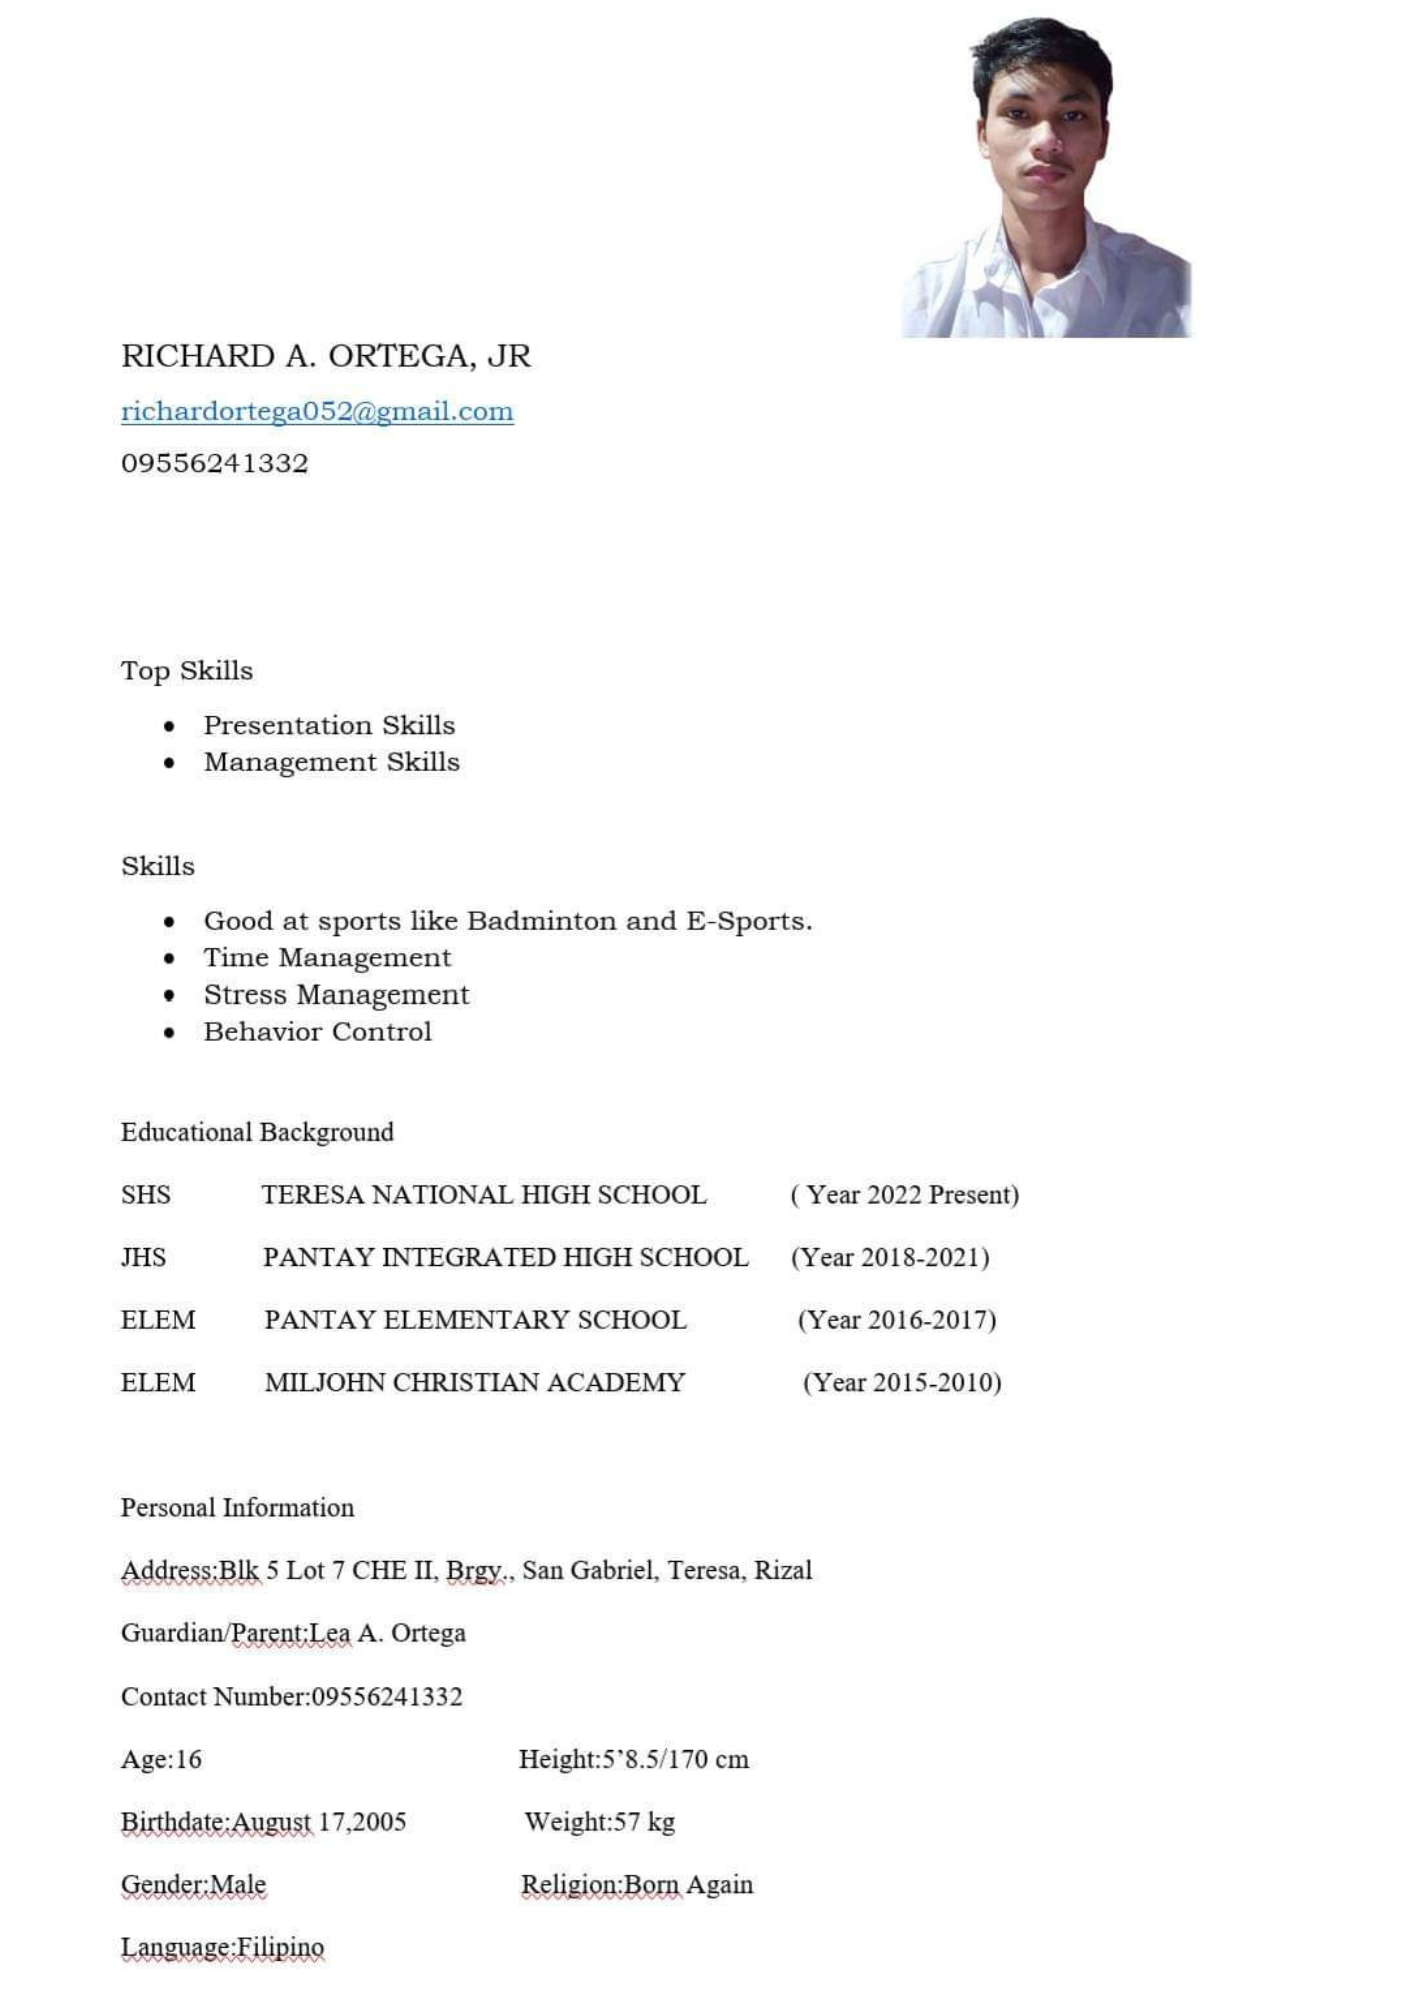 RICHARD A. ORTEGA, JR
richardortega052@gmail.com
09556241332
Top Skills
• Presentation Skills
• Management Skills
Skills
• Good at sports like Badminton and E-Sports.
• Time Management
• Stress Management
• Behavior Control
Educational Background
SHS TERESA NATIONAL HIGH SCHOOL ( Year 2022 Present)
JHS PANTAY INTEGRATED HIGH SCHOOL (Year 2018-2021)
ELEM PANTAY ELEMENTARY SCHOOL (Year 2016-2017)
ELEM MILJOHN CHRISTIAN ACADEMY (Year 2015-2010)
Personal Information
Address:Blk 5 Lot 7 CHE II, Brgy., San Gabriel, Teresa, Rizal
Guardian/Parent:Lea A. Ortega
Contact Number:09556241332
Age:16 Height:5’8.5/170 cm
Birthdate:August 17,2005 Weight:57 kg
Gender:Male Religion:Born Again
Language:Filipino